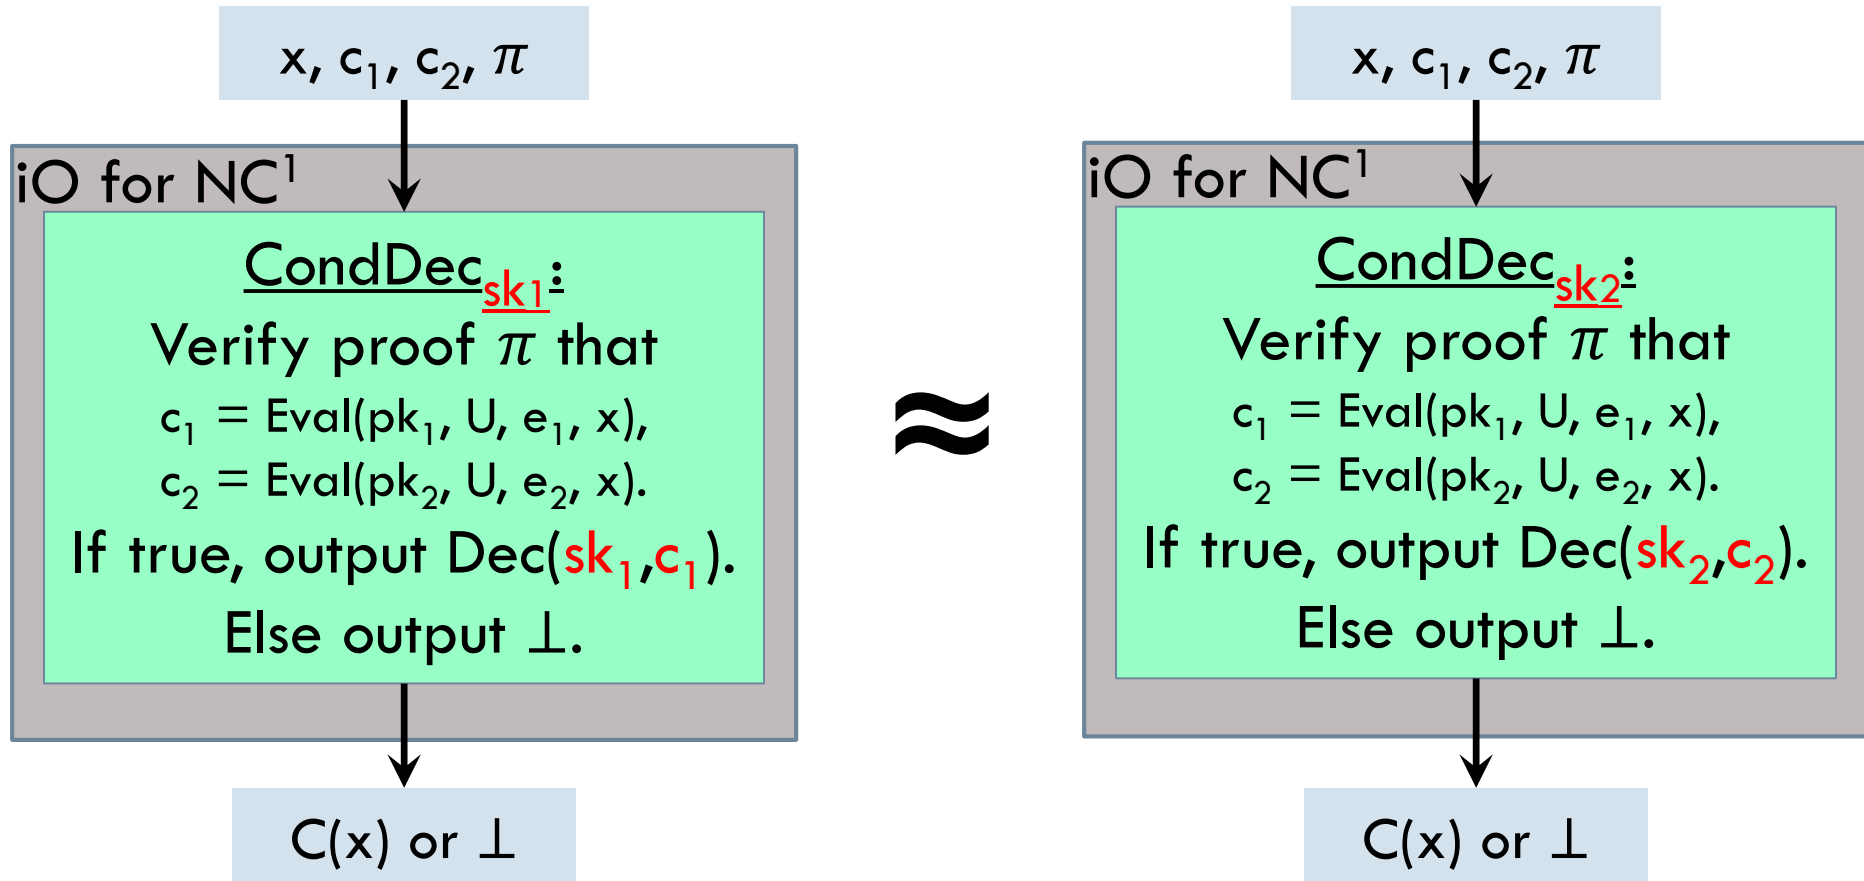 x, c₁, c₂, π
iO for NC¹
CondDec_sk1:
Verify proof π that
c₁ = Eval(pk₁, U, e₁, x),
c₂ = Eval(pk₂, U, e₂, x).
If true, output Dec(sk₁,c₁).
Else output ⊥.
C(x) or ⊥
≈
x, c₁, c₂, π
iO for NC¹
CondDec_sk2:
Verify proof π that
c₁ = Eval(pk₁, U, e₁, x),
c₂ = Eval(pk₂, U, e₂, x).
If true, output Dec(sk₂,c₂).
Else output ⊥.
C(x) or ⊥